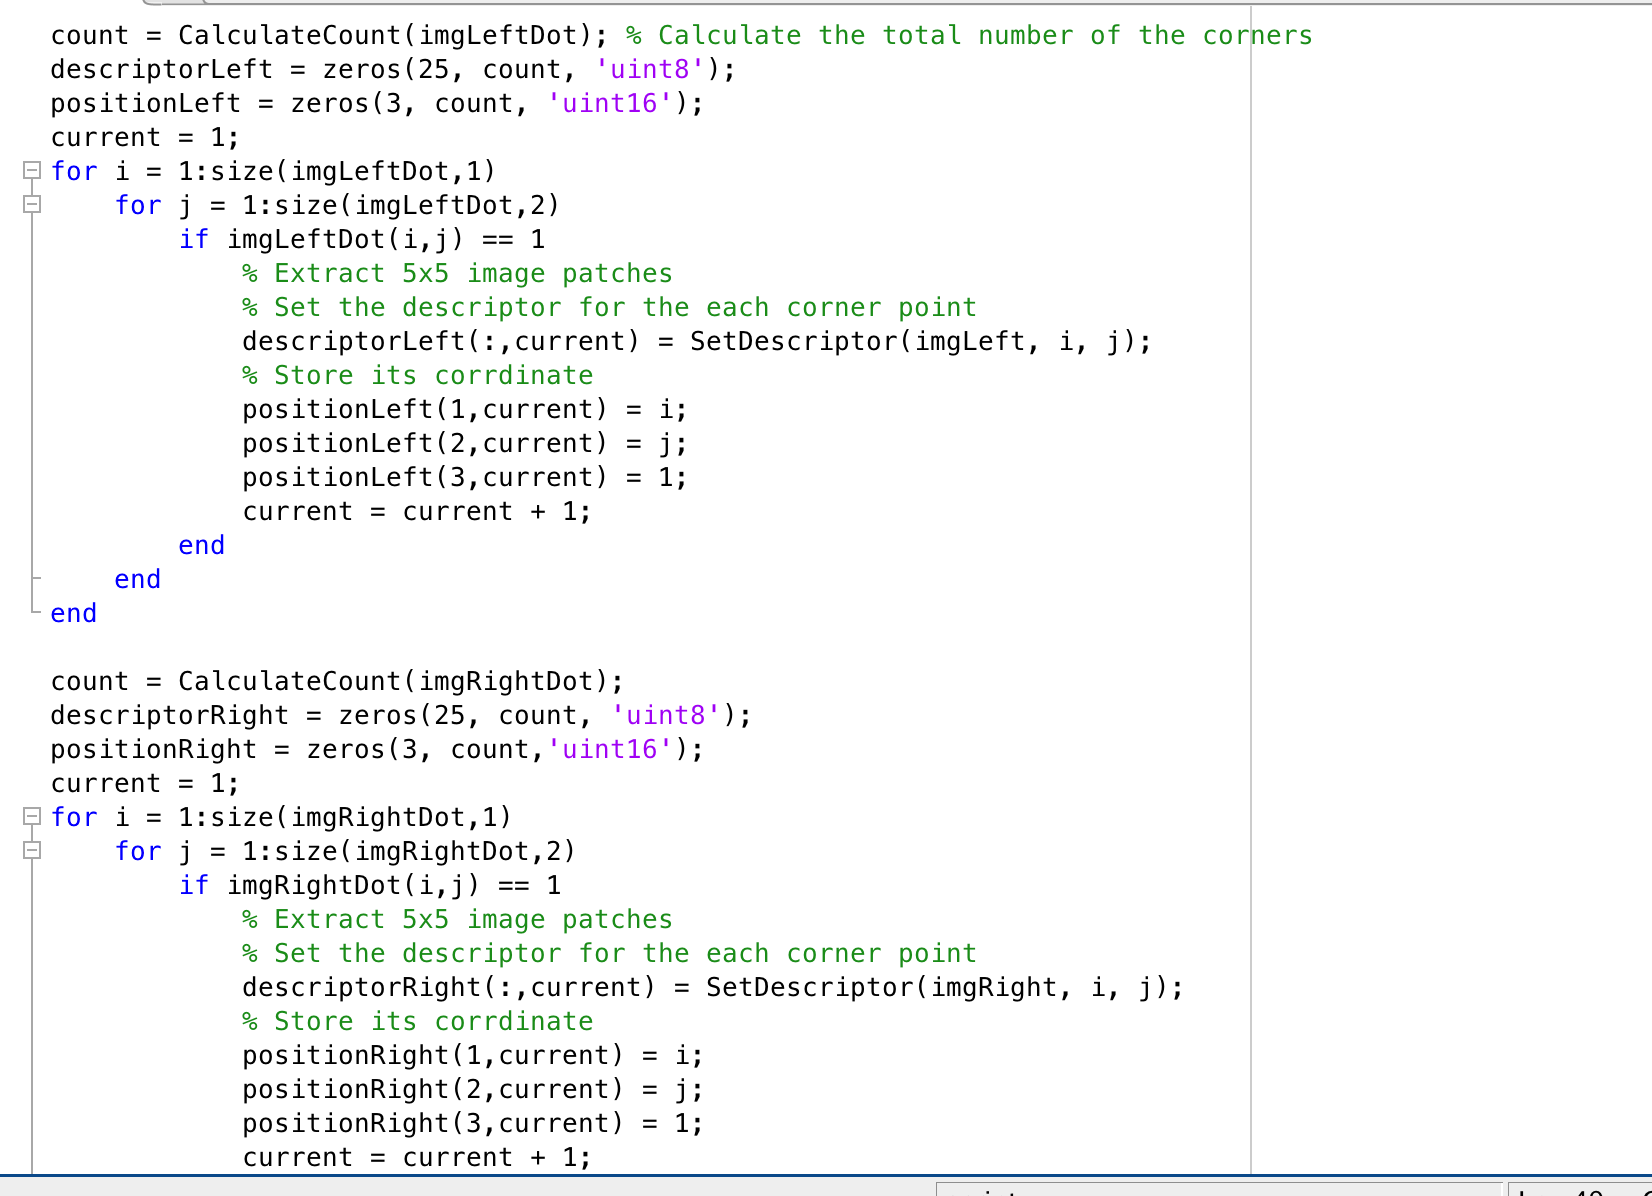 count = CalculateCount(imgLeftDot); % Calculate the total number of the corners
descriptorLeft = zeros(25, count, 'uint8');
positionLeft = zeros(3, count, 'uint16');
current = 1;
for i = 1:size(imgLeftDot,1)
    for j = 1:size(imgLeftDot,2)
        if imgLeftDot(i,j) == 1
            % Extract 5x5 image patches
            % Set the descriptor for the each corner point
            descriptorLeft(:,current) = SetDescriptor(imgLeft, i, j);
            % Store its corrdinate
            positionLeft(1,current) = i;
            positionLeft(2,current) = j;
            positionLeft(3,current) = 1;
            current = current + 1;
        end
    end
end
count = CalculateCount(imgRightDot);
descriptorRight = zeros(25, count, 'uint8');
positionRight = zeros(3, count,'uint16');
current = 1;
for i = 1:size(imgRightDot,1)
    for j = 1:size(imgRightDot,2)
        if imgRightDot(i,j) == 1
            % Extract 5x5 image patches
            % Set the descriptor for the each corner point
            descriptorRight(:,current) = SetDescriptor(imgRight, i, j);
            % Store its corrdinate
            positionRight(1,current) = i;
            positionRight(2,current) = j;
            positionRight(3,current) = 1;
            current = current + 1;